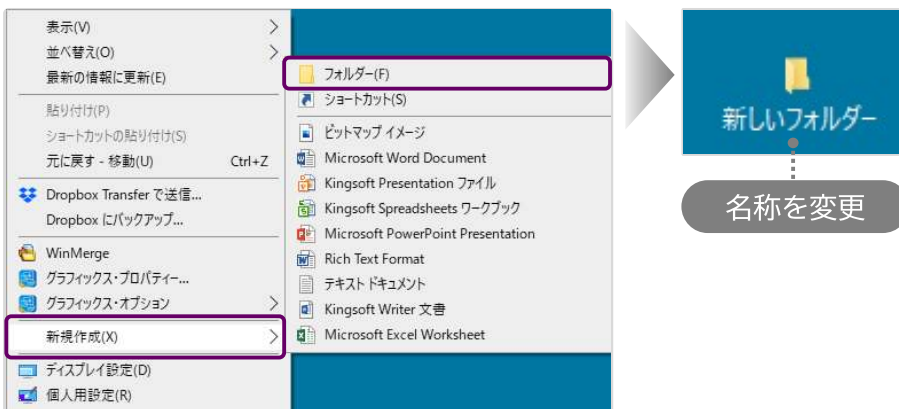 表示(V)
並べ替え(O)
最新の情報に更新(E)
貼り付け(P)
ショートカットの貼り付け(S)
元に戻す - 移動(U) Ctrl+Z
Dropbox Transfer で送信...
Dropbox にバックアップ...
WinMerge
グラフィックス・プロパティー...
グラフィックス・オプション
新規作成(X)
ディスプレイ設定(D)
個人用設定(R)
フォルダー(F)
ショートカット(S)
ビットマップ イメージ
Microsoft Word Document
Kingsoft Presentation ファイル
Kingsoft Spreadsheets ワークブック
Microsoft PowerPoint Presentation
Rich Text Format
テキスト ドキュメント
Kingsoft Writer 文書
Microsoft Excel Worksheet
新しいフォルダー
名称を変更